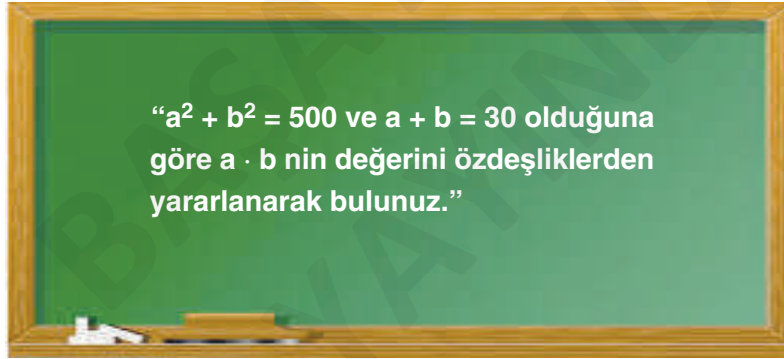 “a² + b² = 500 ve a + b = 30 olduğuna
göre a · b nin değerini özdeşliklerden
yararlanarak bulunuz.”